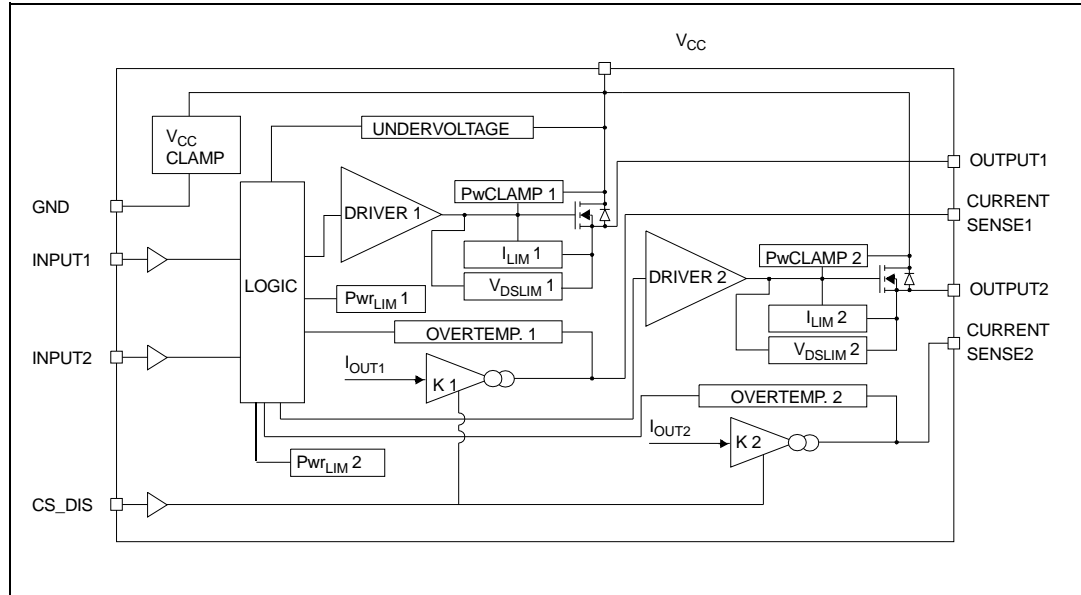 VCC
VCC
CLAMP
UNDERVOLTAGE
OUTPUT1
PwCLAMP 1
GND
DRIVER 1
CURRENT
SENSE1
INPUT1
ILIM 1
PwCLAMP 2
LOGIC
DRIVER 2
VDSLIM 1
OUTPUT2
PwrLIM 1
ILIM 2
OVERTEMP. 1
CURRENT
SENSE2
INPUT2
VDSLIM 2
IOUT1
K 1
OVERTEMP. 2
IOUT2
K 2
PwrLIM 2
CS_DIS